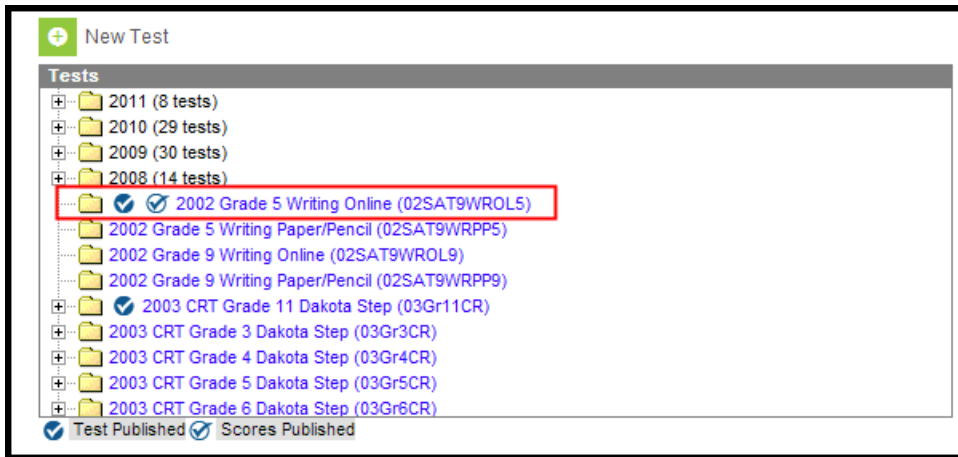 New Test
Tests
2011 (8 tests)
2010 (29 tests)
2009 (30 tests)
2008 (14 tests)
2002 Grade 5 Writing Online (02SAT9WROL5)
2002 Grade 5 Writing Paper/Pencil (02SAT9WRPP5)
2002 Grade 9 Writing Online (02SAT9WROL9)
2002 Grade 9 Writing Paper/Pencil (02SAT9WRPP9)
2003 CRT Grade 11 Dakota Step (03Gr11CR)
2003 CRT Grade 3 Dakota Step (03Gr3CR)
2003 CRT Grade 4 Dakota Step (03Gr4CR)
2003 CRT Grade 5 Dakota Step (03Gr5CR)
2003 CRT Grade 6 Dakota Step (03Gr6CR)
Test Published Scores Published